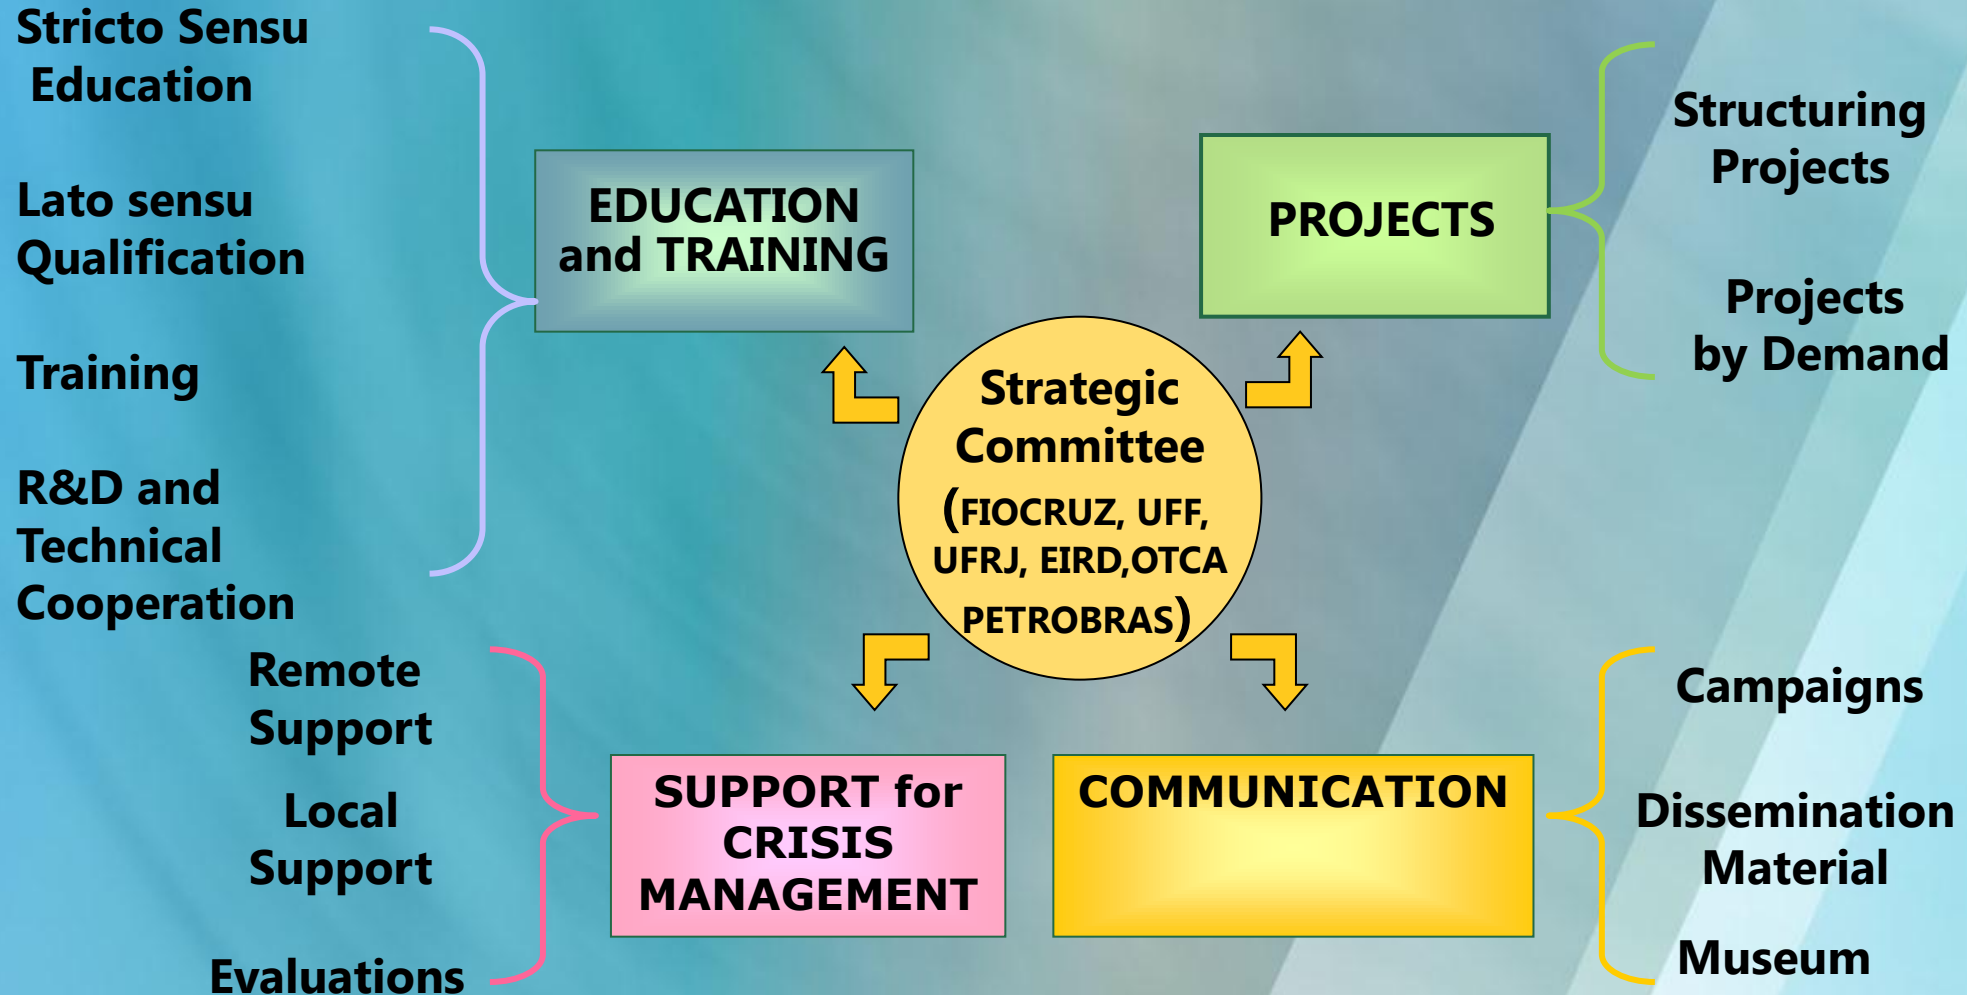 Stricto Sensu
Education
Lato sensu
Qualification
Training
R&D and
Technical
Cooperation
EDUCATION
and TRAINING
PROJECTS
Structuring
Projects
Projects
by Demand
Strategic
Committee
(FIOCRUZ, UFF,
UFRJ, EIRD,OTCA
PETROBRAS)
Remote
Support
Local
Support
Evaluations
SUPPORT for
CRISIS
MANAGEMENT
COMMUNICATION
Campaigns
Dissemination
Material
Museum